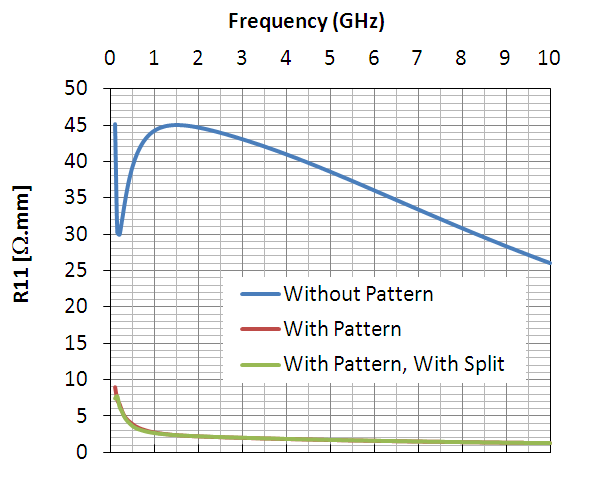 Frequency (GHz)
0 1 2 3 4 5 6 7 8 9 10
50
45
40
35
30
25
20
15
10
5
0
R11 [Ω.mm]
Without Pattern
With Pattern
With Pattern, With Split